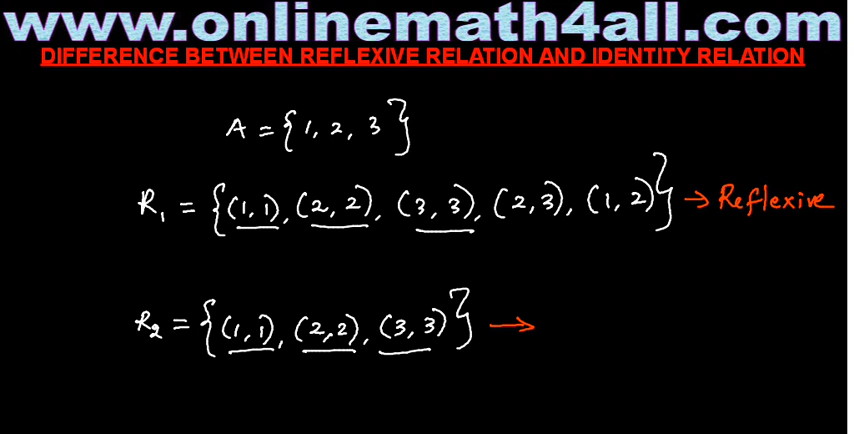 www.onlinemath4all.com
DIFFERENCE BETWEEN REFLEXIVE RELATION AND IDENTITY RELATION
A = {1, 2, 3}
R₁ = {(1, 1), (2, 2), (3, 3), (2, 3), (1, 2)} → Reflexive
R₂ = {(1, 1), (2, 2), (3, 3)} →